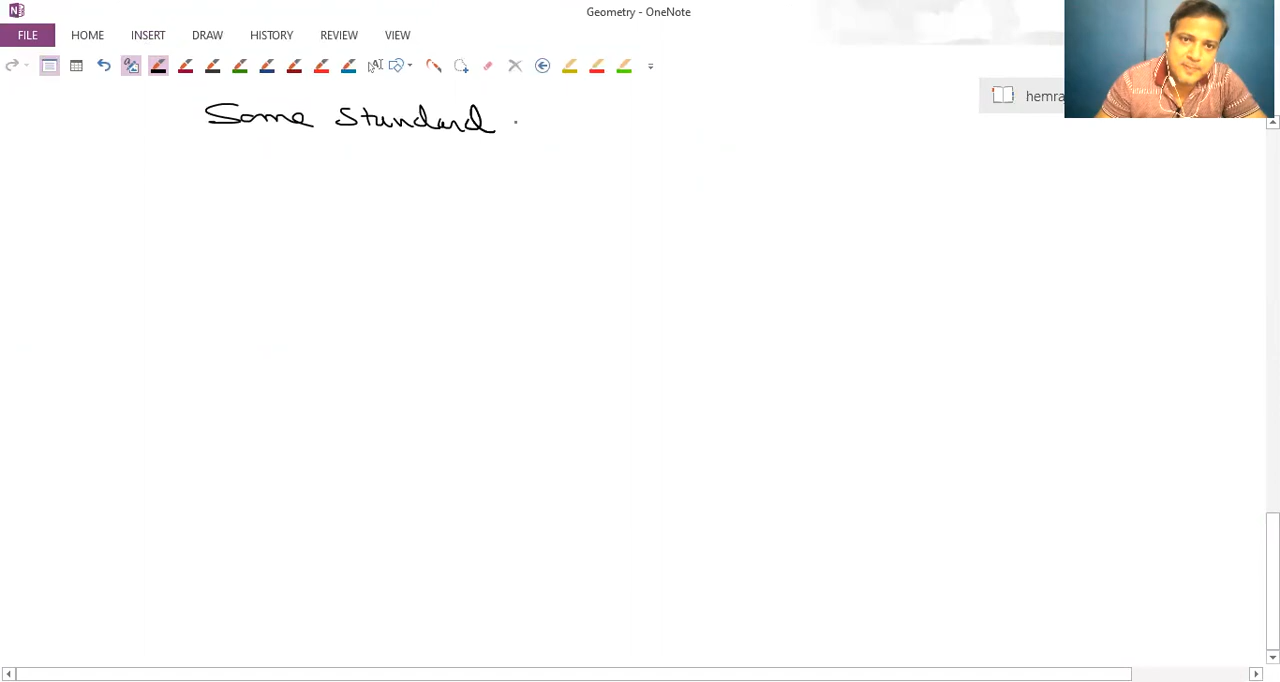 Geometry - OneNote
FILE HOME INSERT DRAW HISTORY REVIEW VIEW
hemra
Some Standard